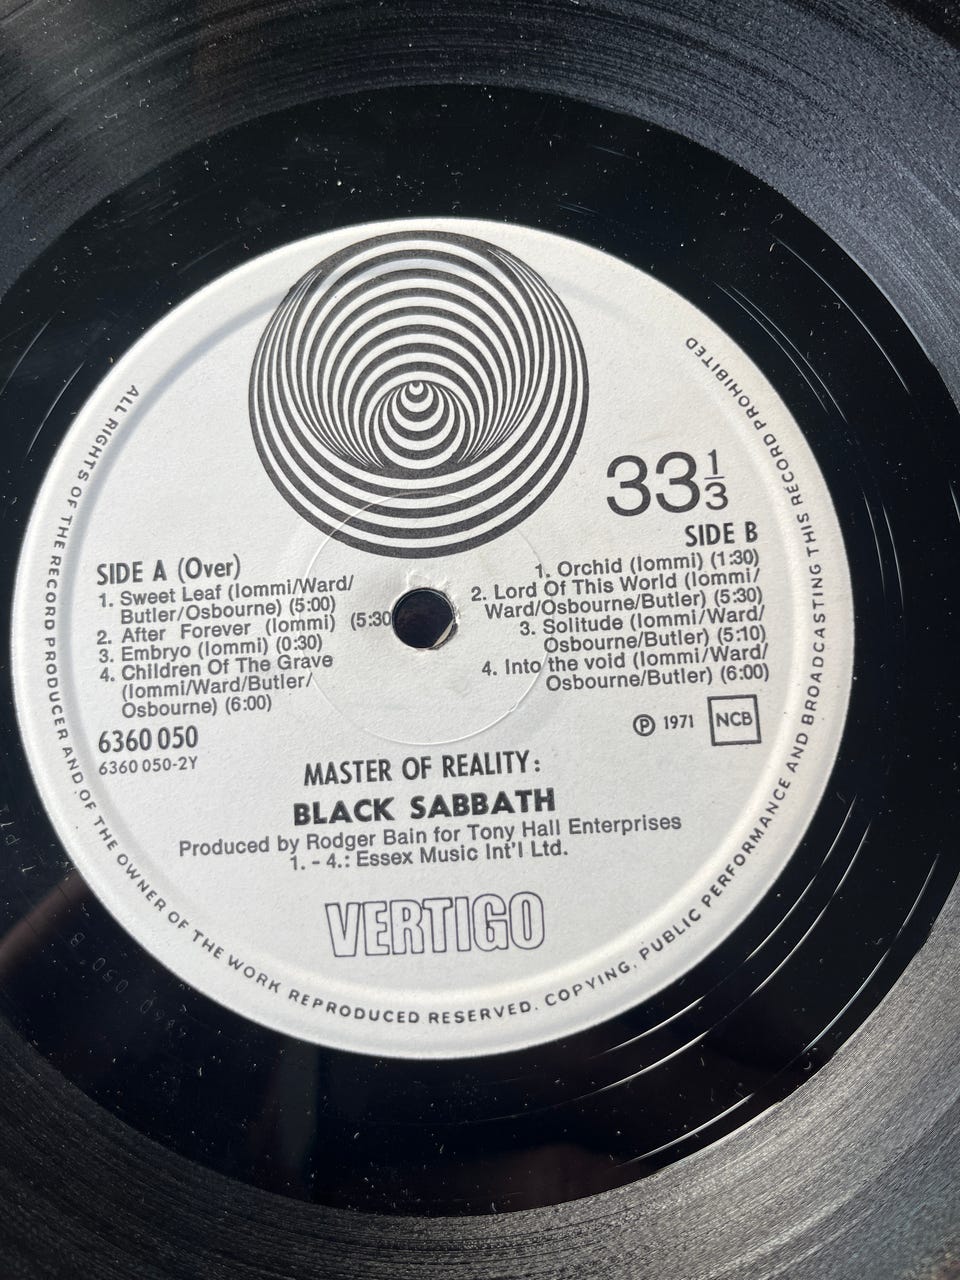 ALL RIGHTS OF THE RECORD PRODUCER AND OF THE OWNER OF THE WORK REPRODUCED RESERVED. COPYING, PUBLIC PERFORMANCE AND BROADCASTING THIS RECORD PROHIBITED
33 1/3
SIDE A (Over)
1. Sweet Leaf (Iommi/Ward/
Butler/Osbourne) (5:00)
2. After Forever (Iommi) (5:30
3. Embryo (Iommi) (0:30)
4. Children Of The Grave
(Iommi/Ward/Butler/
Osbourne) (6:00)
6360 050
6360 050-2Y
SIDE B
1. Orchid (Iommi) (1:30)
2. Lord Of This World (Iommi/
Ward/Osbourne/Butler) (5:30)
3. Solitude (Iommi/Ward/
Osbourne/Butler) (5:10)
4. Into the void (Iommi/Ward/
Osbourne/Butler) (6:00)
℗ 1971 NCB
MASTER OF REALITY:
BLACK SABBATH
Produced by Rodger Bain for Tony Hall Enterprises
1. - 4.: Essex Music Int'l Ltd.
VERTIGO